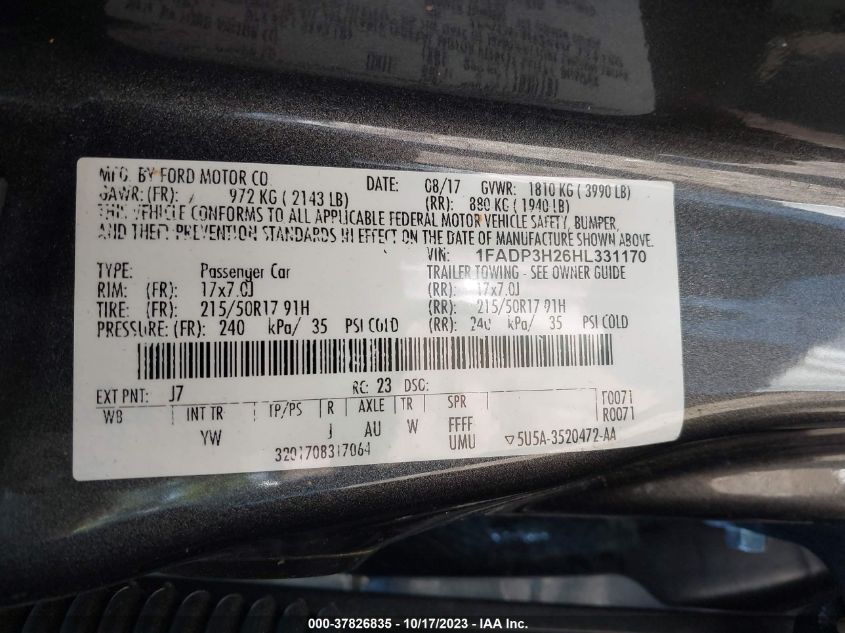 MFG. BY FORD MOTOR CO. DATE: 08/17 GVWR: 1810 KG ( 3990 LB)
GAWR: (FR): 972 KG ( 2143 LB) (RR): 880 KG ( 1940 LB)
THIS VEHICLE CONFORMS TO ALL APPLICABLE FEDERAL MOTOR VEHICLE SAFETY, BUMPER,
AND THEFT PREVENTION STANDARDS IN EFFECT ON THE DATE OF MANUFACTURE SHOWN ABOVE.
VIN: 1FADP3H26HL331170
TYPE: Passenger Car TRAILER TOWING - SEE OWNER GUIDE
RIM: (FR): 17x7.0J (RR): 17x7.0J
TIRE: (FR): 215/50R17 91H (RR): 215/50R17 91H
PRESSURE: (FR): 240 kPa/ 35 PSI COLD (RR): 240 kPa/ 35 PSI COLD
EXT PNT: J7 RC: 23 DSO:
WB INT TR TP/PS R AXLE TR SPR F0071
R0071
YW J AU W FFFF
UMU
3201708317064 5U5A-3520472-AA
000-37826835 - 10/17/2023 - IAA Inc.